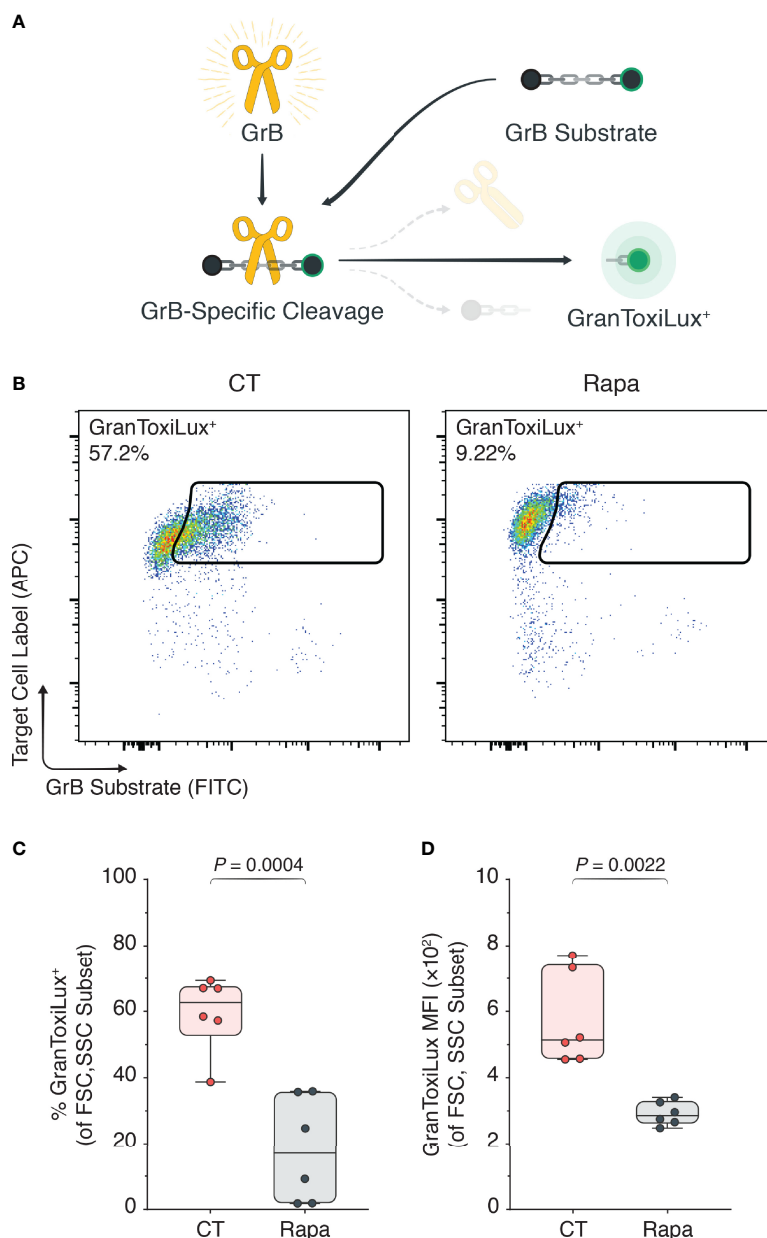 A
GrB
GrB Substrate
GrB-Specific Cleavage
GranToxiLux⁺
B
CT
Rapa
GranToxiLux⁺
57.2%
GranToxiLux⁺
9.22%
Target Cell Label (APC)
GrB Substrate (FITC)
C
P = 0.0004
% GranToxiLux⁺
(of FSC,SSC Subset)
100
80
60
40
20
0
CT
Rapa
D
P = 0.0022
GranToxiLux MFI (×10²)
(of FSC, SSC Subset)
10
8
6
4
2
0
CT
Rapa